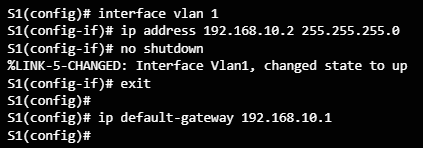 S1(config)# interface vlan 1
S1(config-if)# ip address 192.168.10.2 255.255.255.0
S1(config-if)# no shutdown
%LINK-5-CHANGED: Interface Vlan1, changed state to up
S1(config-if)# exit
S1(config)#
S1(config)# ip default-gateway 192.168.10.1
S1(config)#